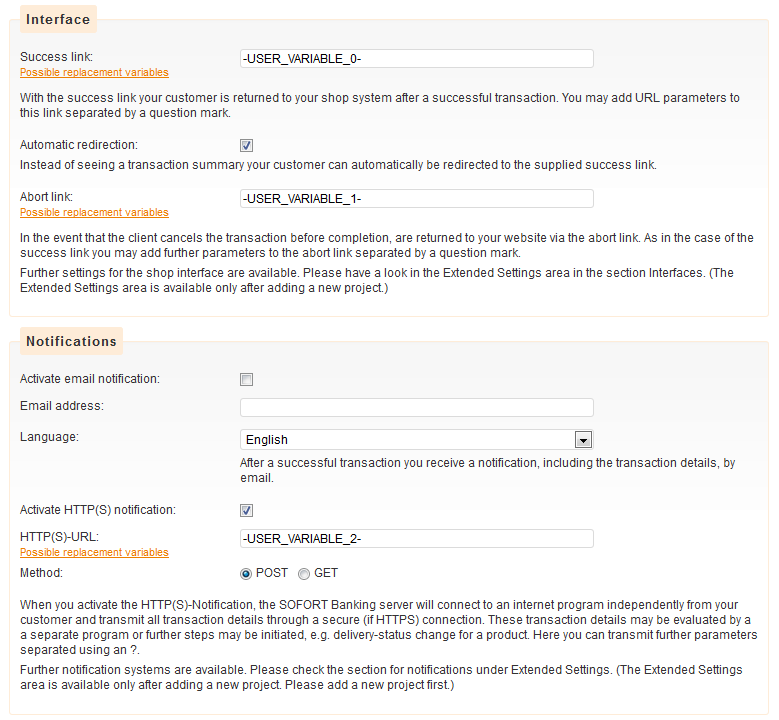 Interface
Success link:
-USER_VARIABLE_0-
Possible replacement variables
With the success link your customer is returned to your shop system after a successful transaction. You may add URL parameters to
this link separated by a question mark.
Automatic redirection:
Instead of seeing a transaction summary your customer can automatically be redirected to the supplied success link.
Abort link:
-USER_VARIABLE_1-
Possible replacement variables
In the event that the client cancels the transaction before completion, are returned to your website via the abort link. As in the case of the
success link you may add further parameters to the abort link separated by a question mark.
Further settings for the shop interface are available. Please have a look in the Extended Settings area in the section Interfaces. (The
Extended Settings area is available only after adding a new project.)
Notifications
Activate email notification:
Email address:
Language:
English
After a successful transaction you receive a notification, including the transaction details, by
email.
Activate HTTP(S) notification:
HTTP(S)-URL:
-USER_VARIABLE_2-
Possible replacement variables
Method:
POST GET
When you activate the HTTP(S)-Notification, the SOFORT Banking server will connect to an internet program independently from your
customer and transmit all transaction details through a secure (if HTTPS) connection. These transaction details may be evaluated by a
a separate program or further steps may be initiated, e.g. delivery-status change for a product. Here you can transmit further parameters
separated using an ?.
Further notification systems are available. Please check the section for notifications under Extended Settings. (The Extended Settings
area is available only after adding a new project. Please add a new project first.)